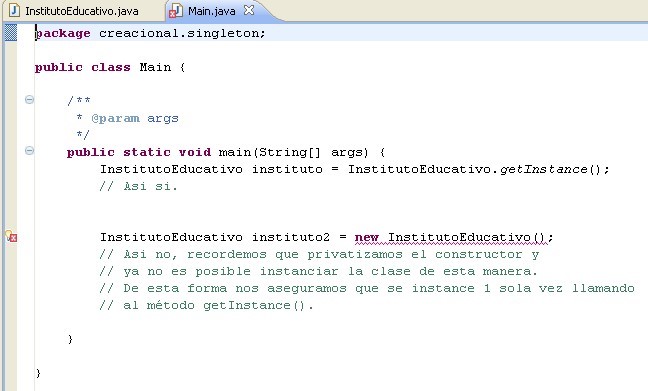 InstitutoEducativo.java Main.java
package creacional.singleton;
public class Main {
/**
* @param args
*/
public static void main(String[] args) {
InstitutoEducativo instituto = InstitutoEducativo.getInstance();
// Asi si.
InstitutoEducativo instituto2 = new InstitutoEducativo();
// Asi no, recordemos que privatizamos el constructor y
// ya no es posible instanciar la clase de esta manera.
// De esta forma nos aseguramos que se instance 1 sola vez llamando
// al método getInstance().
}
}